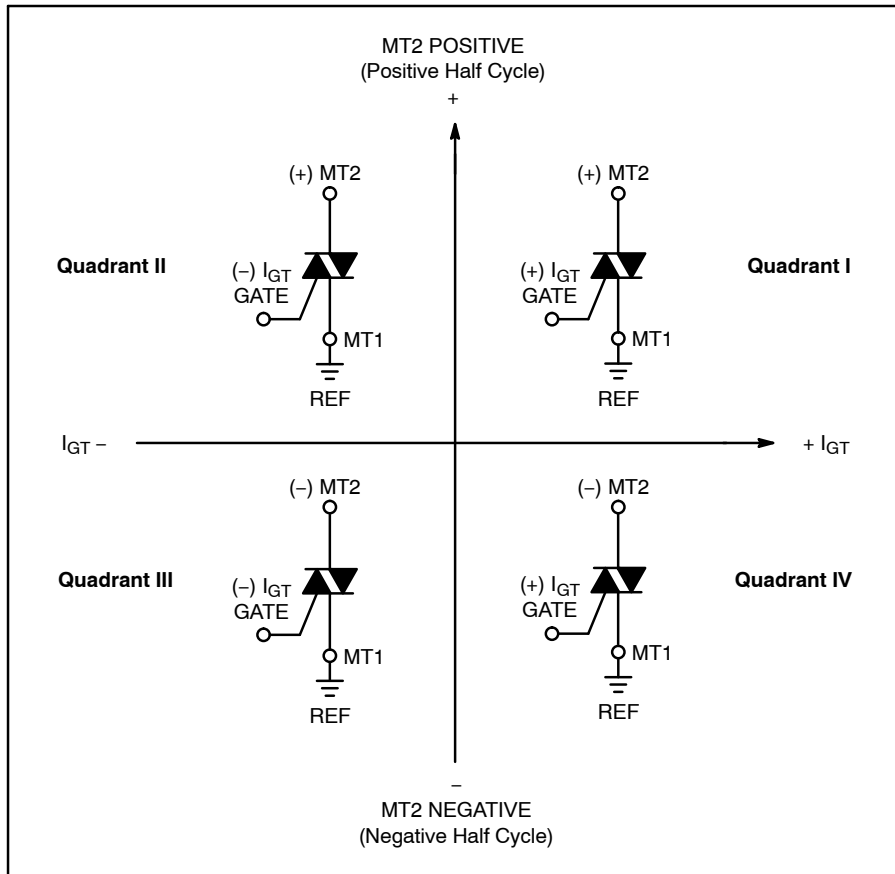 MT2 POSITIVE
(Positive Half Cycle)
+
(+) MT2
(+) MT2
Quadrant II
(−) IGT
GATE
(+) IGT
GATE
Quadrant I
MT1
MT1
REF
REF
IGT −
+ IGT
(−) MT2
(−) MT2
Quadrant III
(−) IGT
GATE
(+) IGT
GATE
Quadrant IV
MT1
MT1
REF
REF
−
MT2 NEGATIVE
(Negative Half Cycle)